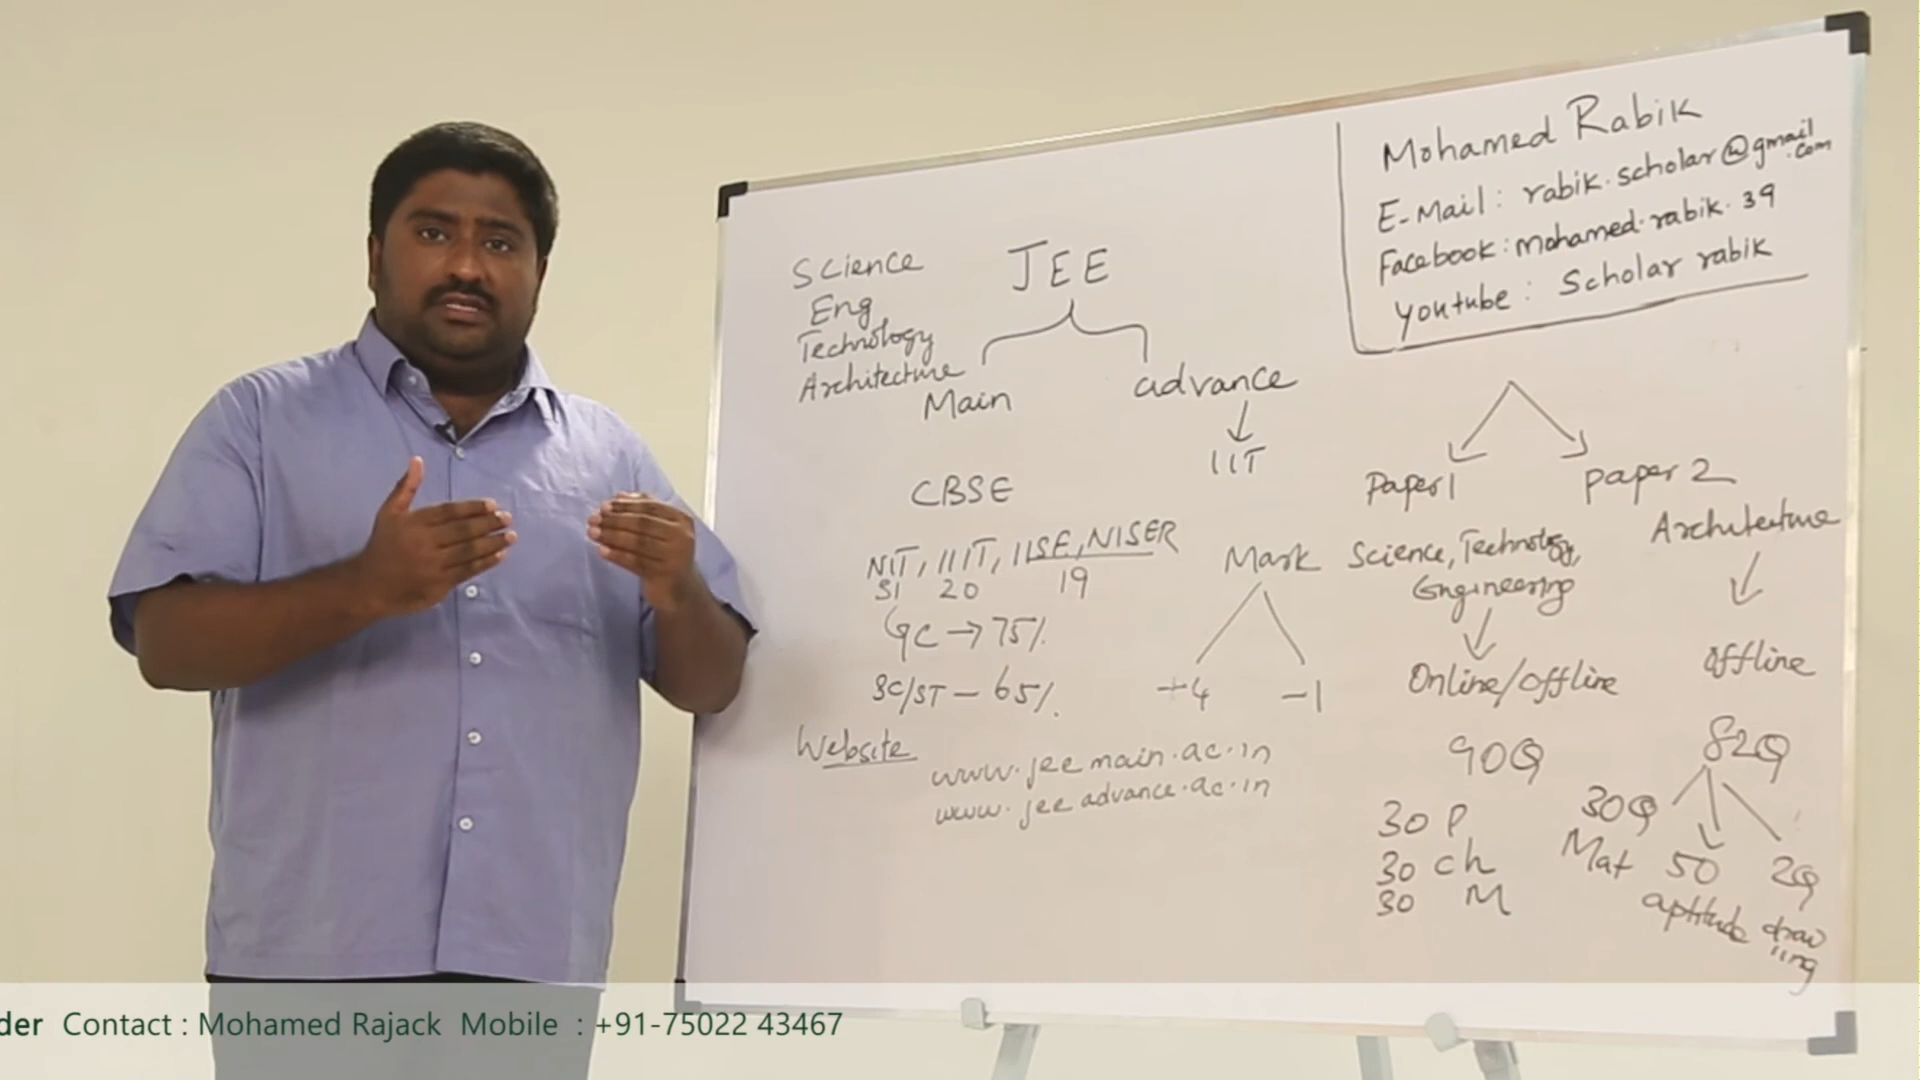 Mohamed Rabik
E-Mail : rabik.scholar@gmail
.com
Facebook : mohamed.rabik.39
Youtube : Scholar rabik
Science
Eng
Technology
Architecture
JEE
Main
advance
IIT
CBSE
NIT, IIIT, IISE, NISER
31 20 19
GC → 75%.
SC/ST - 65%.
Website
www.jeemain.ac.in
www.jeeadvance.ac.in
Mark
+4 -1
Paper 1
Science, Technology,
Engineering
Online/offline
90Q
30 P
30 Ch
30 M
paper 2
Architecture
offline
82Q
30Q
Mat
50
aptitude
2Q
draw
ing
der Contact : Mohamed Rajack Mobile : +91-75022 43467